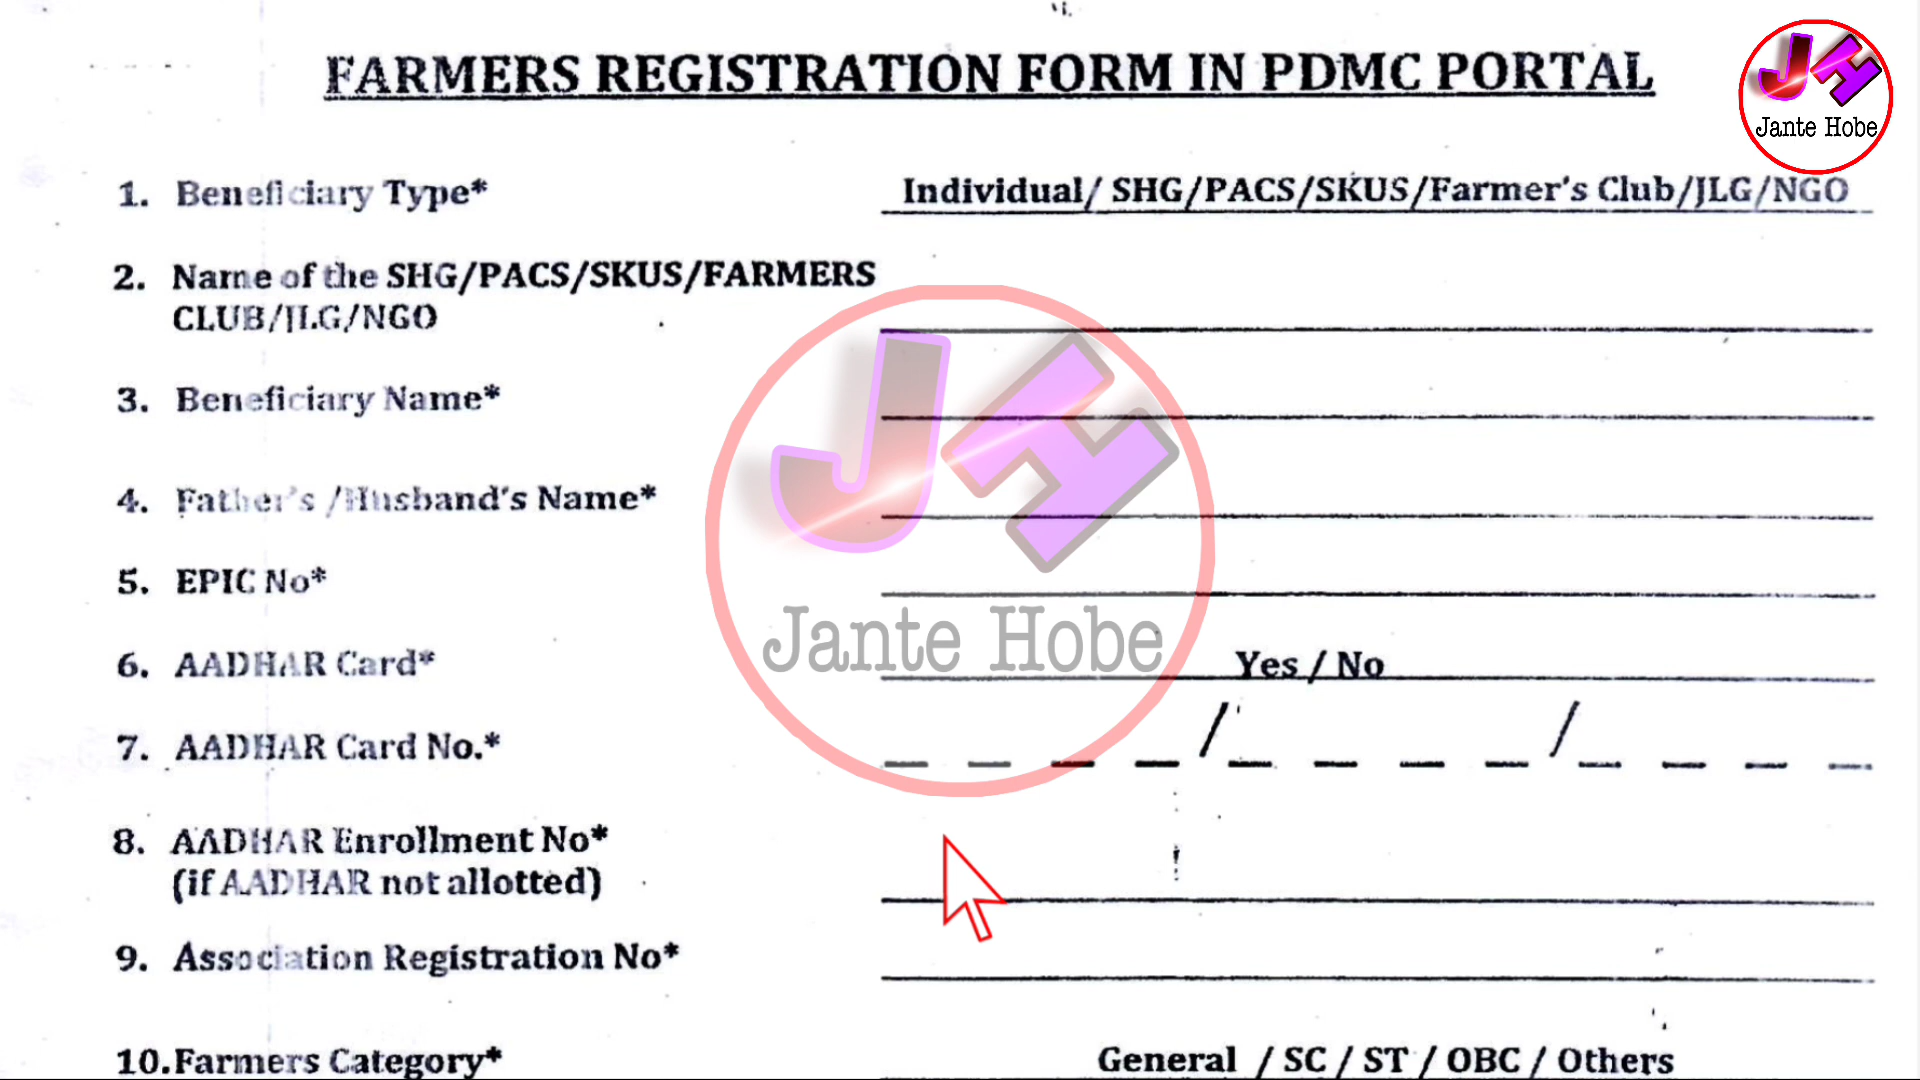 FARMERS REGISTRATION FORM IN PDMC PORTAL
JH
Jante Hobe
1. Beneficiary Type* Individual/ SHG/PACS/SKUS/Farmer's Club/JLG/NGO
2. Name of the SHG/PACS/SKUS/FARMERS
CLUB/JLG/NGO
3. Beneficiary Name*
4. Father's /Husband's Name*
5. EPIC No*
JH
Jante Hobe
6. AADHAR Card* Yes / No
7. AADHAR Card No.* _ _ _ _ / _ _ _ _ / _ _ _ _
8. AADHAR Enrollment No*
(if AADHAR not allotted)
9. Association Registration No*
10. Farmers Category* General / SC / ST / OBC / Others